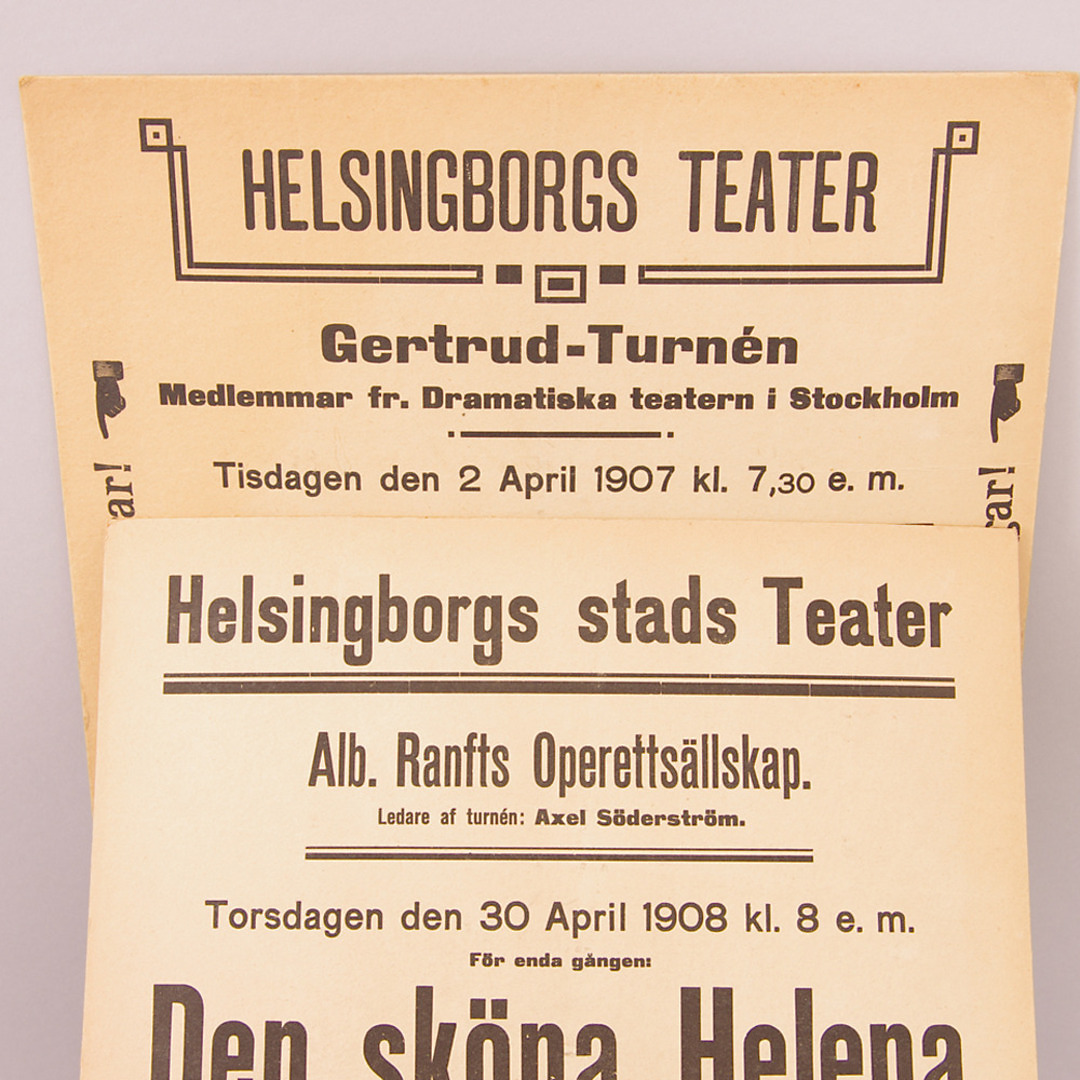 HELSINGBORGS TEATER
Gertrud-Turnén
Medlemmar fr. Dramatiska teatern i Stockholm
Tisdagen den 2 April 1907 kl. 7,30 e. m.
Helsingborgs stads Teater
Alb. Ranfts Operettsällskap.
Ledare af turnén: Axel Söderström.
Torsdagen den 30 April 1908 kl. 8 e. m.
För enda gången:
Den sköna Helena